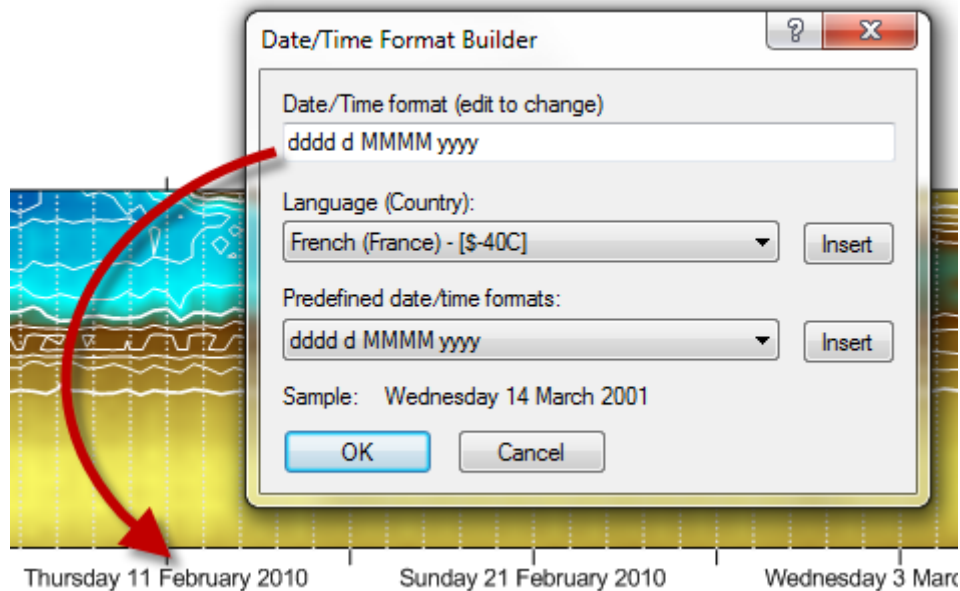 Date/Time Format Builder
Date/Time format (edit to change)
dddd d MMMM yyyy
Language (Country):
French (France) - [$-40C]
Insert
Predefined date/time formats:
dddd d MMMM yyyy
Insert
Sample: Wednesday 14 March 2001
OK Cancel
Thursday 11 February 2010 Sunday 21 February 2010 Wednesday 3 Marc